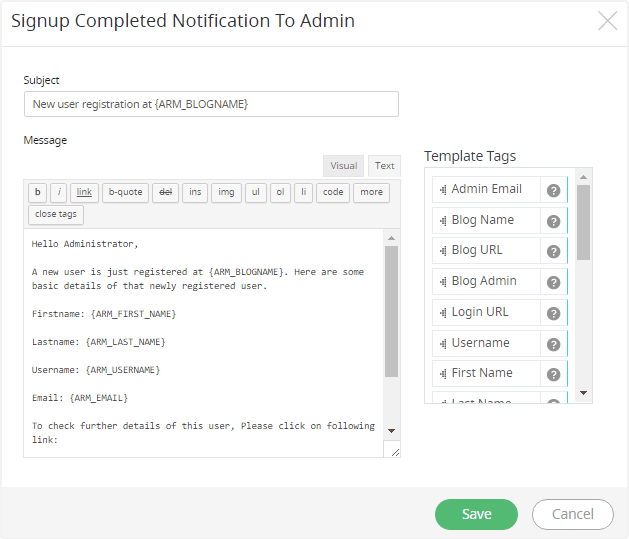 Signup Completed Notification To Admin
Subject
New user registration at {ARM_BLOGNAME}
Message
Visual Text
b i link b-quote del ins img ul ol li code more
close tags
Hello Administrator,
A new user is just registered at {ARM_BLOGNAME}. Here are some
basic details of that newly registered user.
Firstname: {ARM_FIRST_NAME}
Lastname: {ARM_LAST_NAME}
Username: {ARM_USERNAME}
Email: {ARM_EMAIL}
To check further details of this user, Please click on following
link:
Template Tags
Admin Email ?
Blog Name ?
Blog URL ?
Blog Admin ?
Login URL ?
Username ?
First Name ?
Last Name
Save Cancel